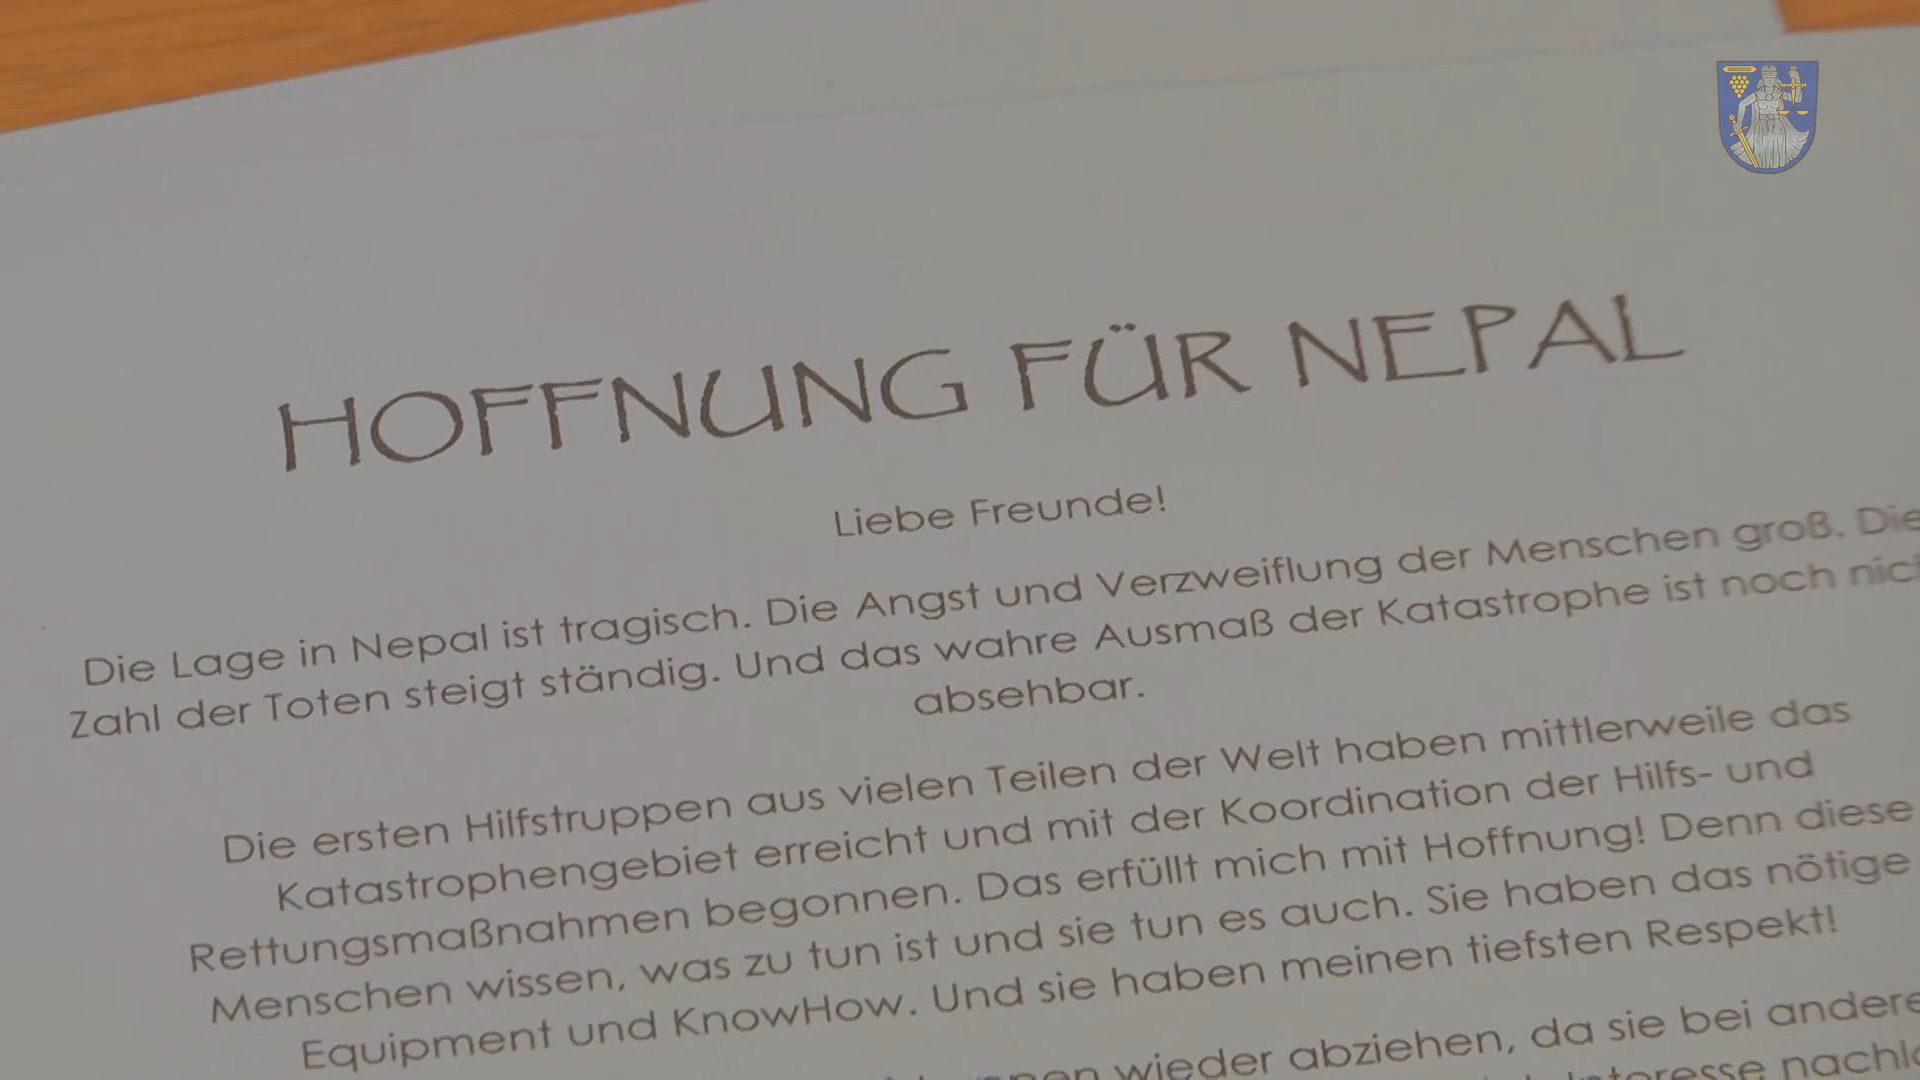 HOFFNUNG FÜR NEPAL
Liebe Freunde!
Die Lage in Nepal ist tragisch. Die Angst und Verzweiflung der Menschen groß. Die
Zahl der Toten steigt ständig. Und das wahre Ausmaß der Katastrophe ist noch
absehbar.
Die ersten Hilfstruppen aus vielen Teilen der Welt haben mittlerweile das
Katastrophengebiet erreicht und mit der Koordination der Hilfs- und
Rettungsmaßnahmen begonnen. Das erfüllt mich mit Hoffnung! Denn diese
Menschen wissen, was zu tun ist und sie tun es auch. Sie haben das nötige
Equipment und KnowHow. Und sie haben meinen tiefsten Respekt!
wieder abziehen, da sie bei